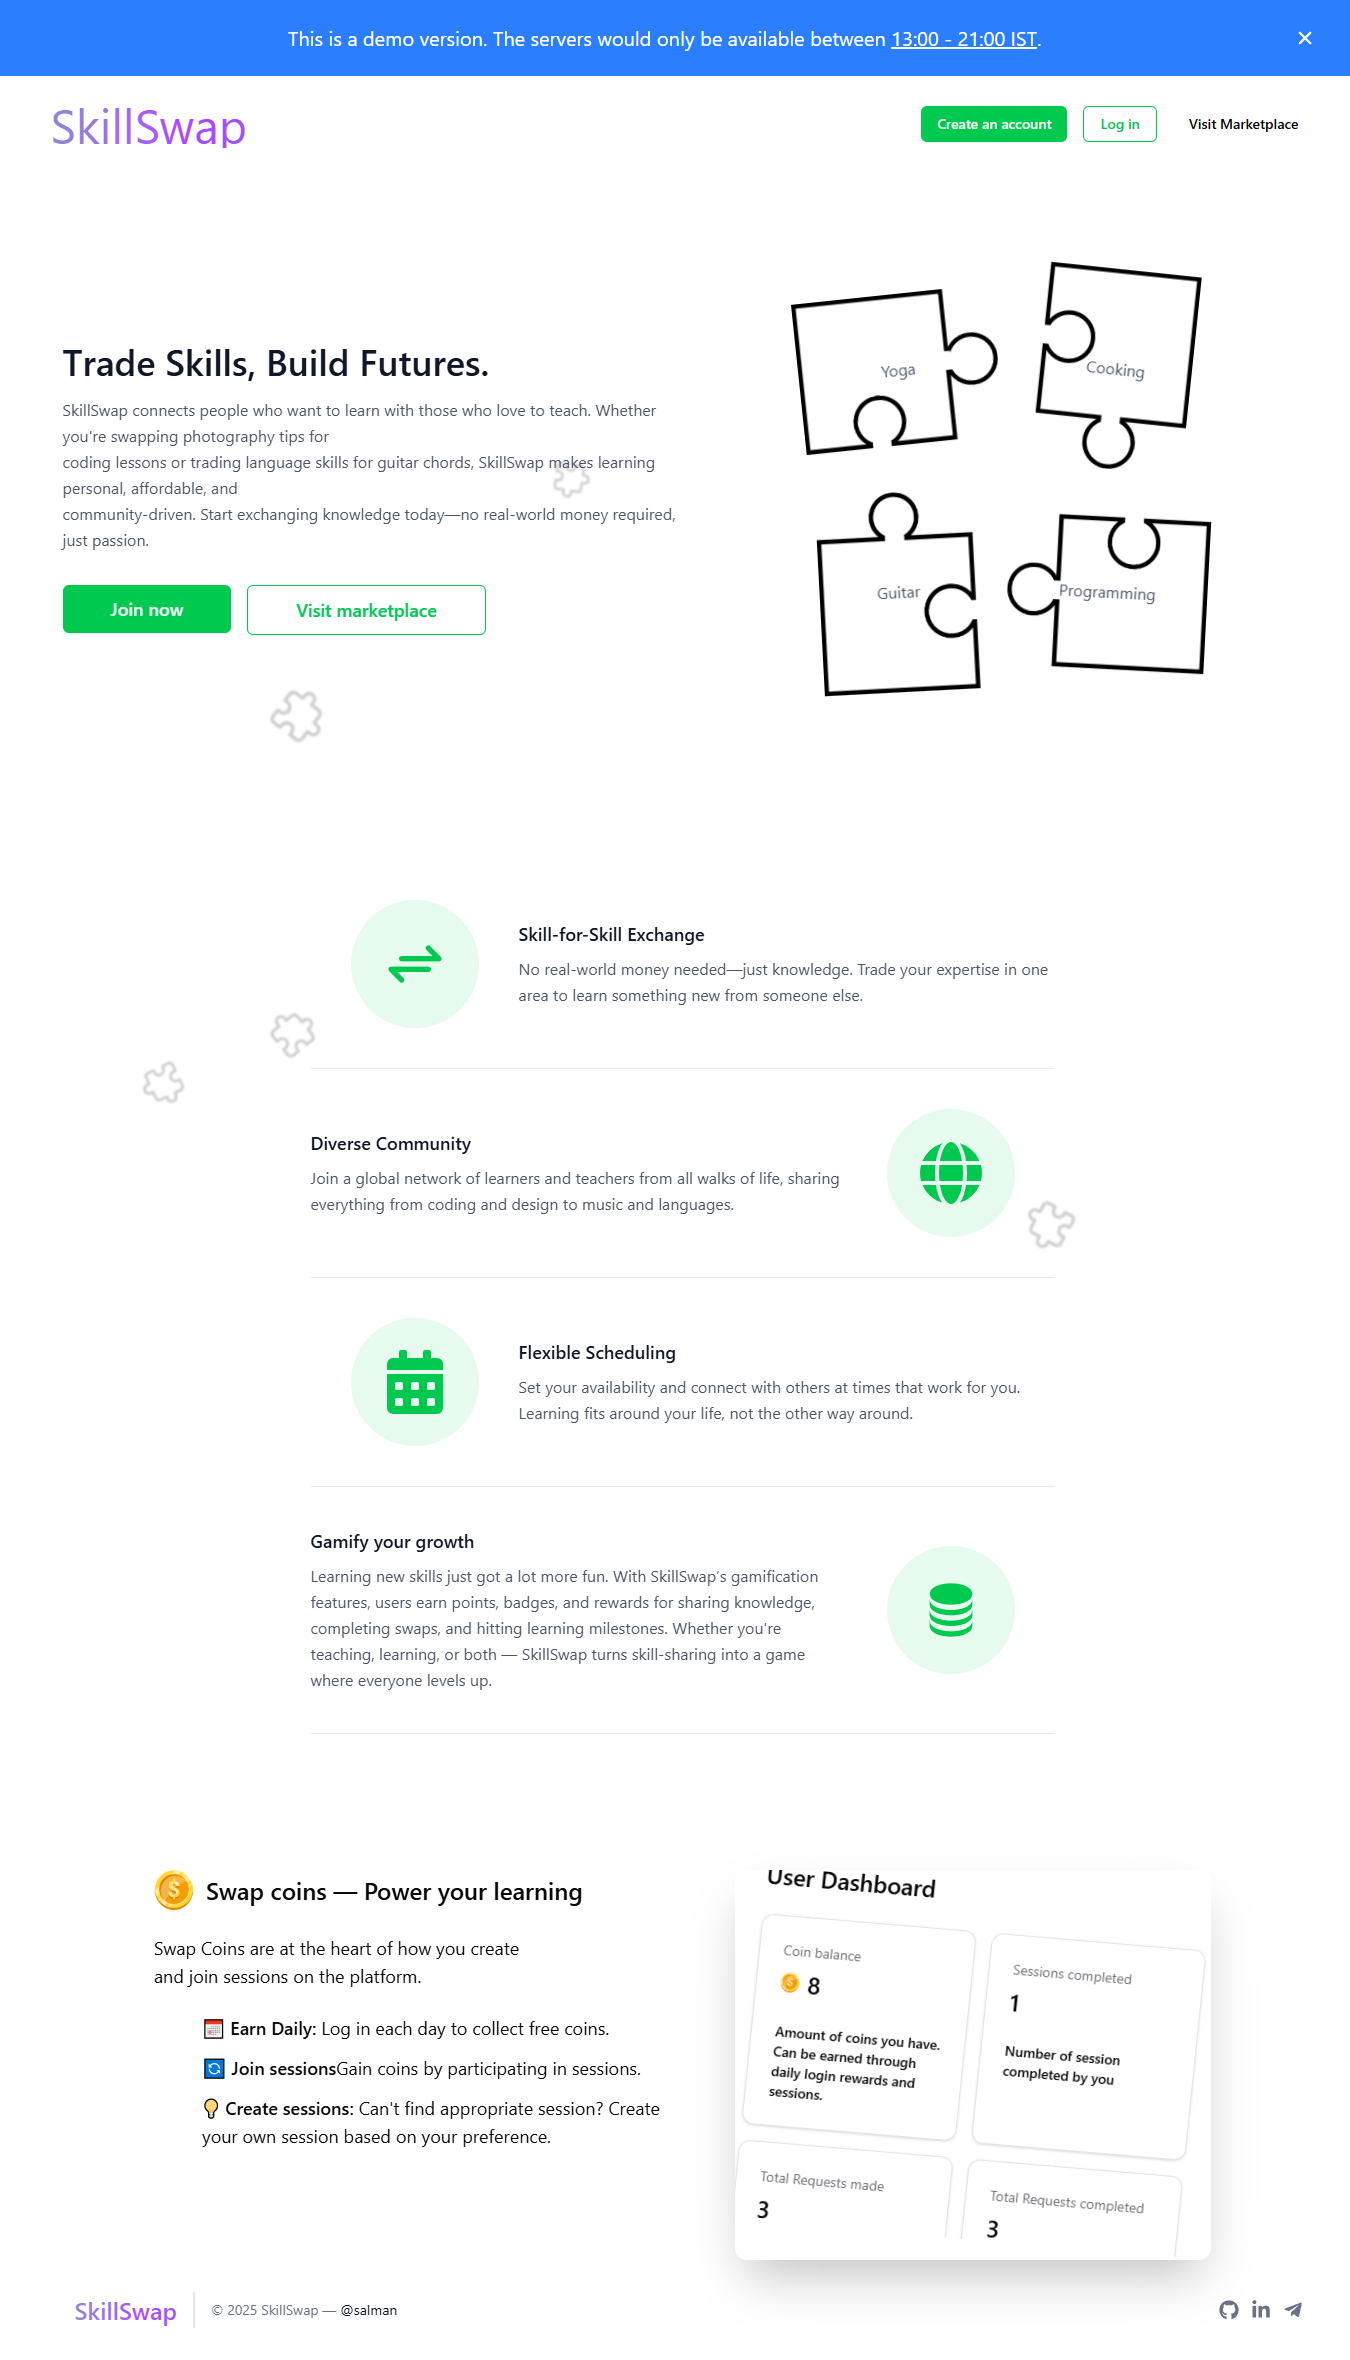 This is a demo version. The servers would only be available between 13:00 - 21:00 IST.
SkillSwap
Create an account
Log in
Visit Marketplace
Trade Skills, Build Futures.
SkillSwap connects people who want to learn with those who love to teach. Whether
you're swapping photography tips for
coding lessons or trading language skills for guitar chords, SkillSwap makes learning
personal, affordable, and
community-driven. Start exchanging knowledge today—no real-world money required,
just passion.
Join now
Visit marketplace
Yoga
Cooking
Guitar
Programming
Skill-for-Skill Exchange
No real-world money needed—just knowledge. Trade your expertise in one
area to learn something new from someone else.
Diverse Community
Join a global network of learners and teachers from all walks of life, sharing
everything from coding and design to music and languages.
Flexible Scheduling
Set your availability and connect with others at times that work for you.
Learning fits around your life, not the other way around.
Gamify your growth
Learning new skills just got a lot more fun. With SkillSwap’s gamification
features, users earn points, badges, and rewards for sharing knowledge,
completing swaps, and hitting learning milestones. Whether you're
teaching, learning, or both — SkillSwap turns skill-sharing into a game
where everyone levels up.
Swap coins — Power your learning
Swap Coins are at the heart of how you create
and join sessions on the platform.
Earn Daily: Log in each day to collect free coins.
Join sessionsGain coins by participating in sessions.
Create sessions: Can't find appropriate session? Create
your own session based on your preference.
User Dashboard
Coin balance
8
Amount of coins you have.
Can be earned through
daily login rewards and
sessions.
Sessions completed
1
Number of session
completed by you
Total Requests made
3
Total Requests completed
3
SkillSwap
© 2025 SkillSwap — @salman